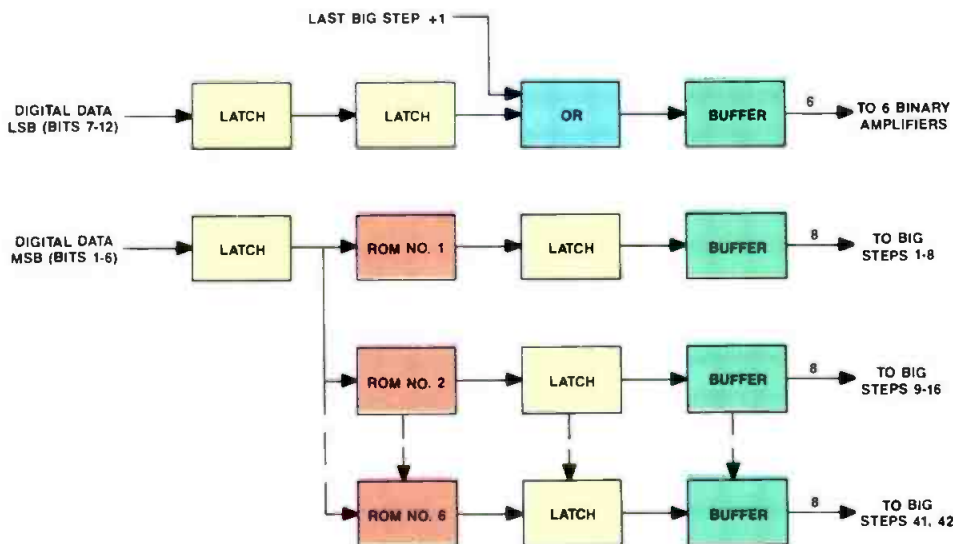 LAST BIG STEP +1
DIGITAL DATA
LSB (BITS 7-12)
LATCH
LATCH
OR
BUFFER
6
TO 6 BINARY
AMPLIFIERS
DIGITAL DATA
MSB (BITS 1-6)
LATCH
ROM NO. 1
LATCH
BUFFER
8
TO BIG
STEPS 1-8
ROM NO. 2
LATCH
BUFFER
8
TO BIG
STEPS 9-16
ROM NO. 6
LATCH
BUFFER
8
TO BIG
STEPS 41, 42